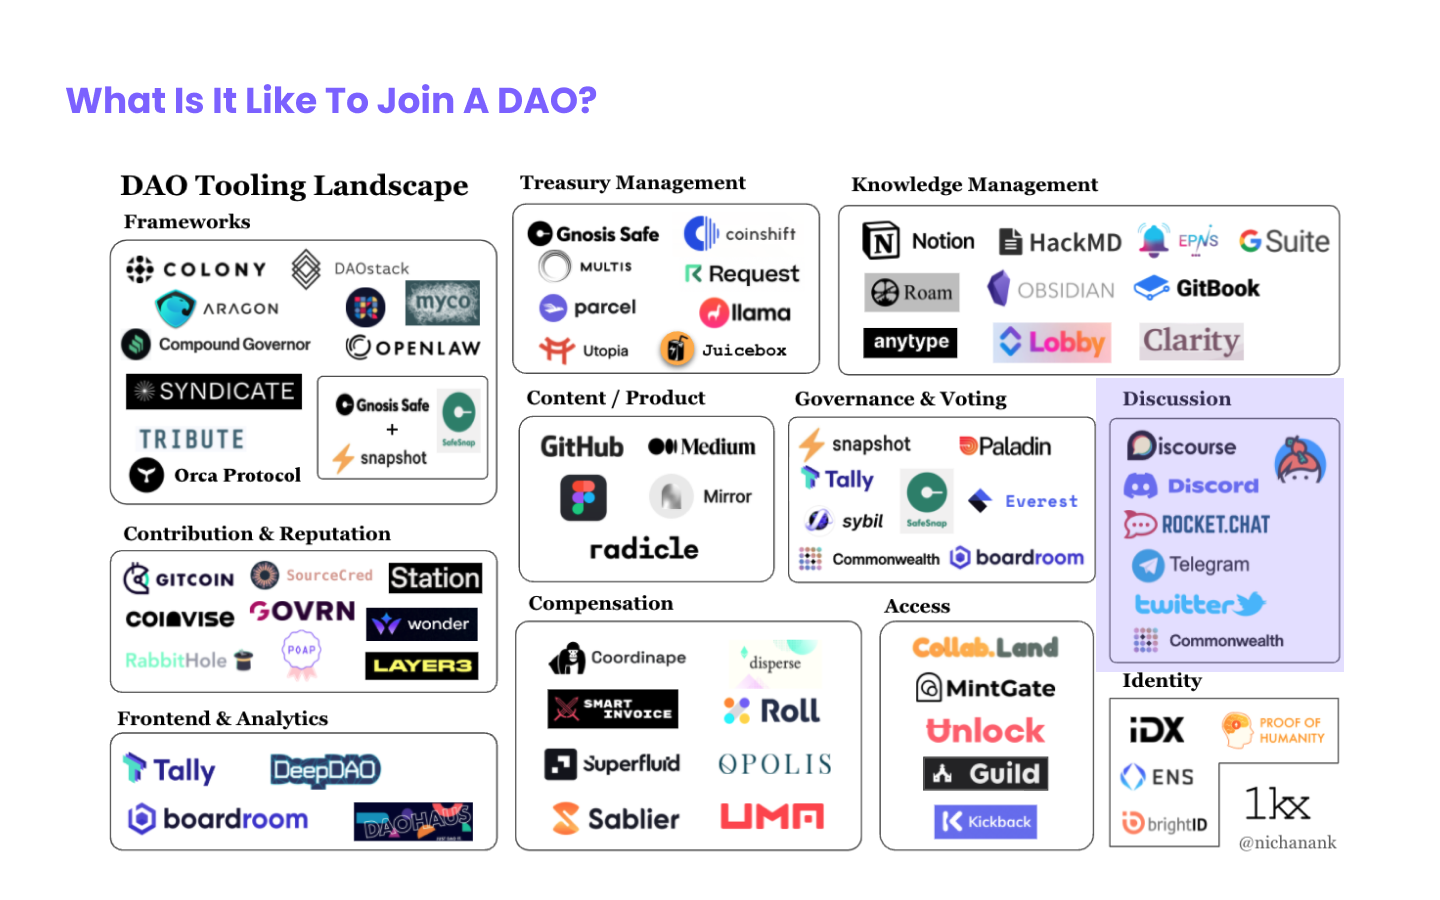 What Is It Like To Join A DAO?
DAO Tooling Landscape
Frameworks
COLONY
DAOstack
ARAGON
myco
Compound Governor
OPENLAW
SYNDICATE
Gnosis Safe
+
snapshot
SafeSnap
TRIBUTE
Orca Protocol
Contribution & Reputation
GITCOIN
SourceCred
Station
COINVISE
GOVRN
wonder
RabbitHole
POAP
LAYER3
Frontend & Analytics
Tally
DeepDAO
boardroom
DAOHAUS
Treasury Management
Gnosis Safe
coinshift
MULTIS
Request
parcel
llama
Utopia
Juicebox
Knowledge Management
Notion
HackMD
EPNS
G Suite
Roam
OBSIDIAN
GitBook
anytype
Lobby
Clarity
Content / Product
GitHub
Medium
Mirror
radicle
Governance & Voting
snapshot
Paladin
Tally
SafeSnap
Everest
sybil
Commonwealth
boardroom
Discussion
Discourse
Discord
ROCKET.CHAT
Telegram
twitter
Commonwealth
Compensation
Coordinape
disperse
SMART
INVOICE
Roll
Superfluid
OPOLIS
Sablier
UMA
Access
Collab.Land
MintGate
Unlock
Guild
Kickback
Identity
iDX
PROOF OF
HUMANITY
ENS
brightID
1kx
@nichanank